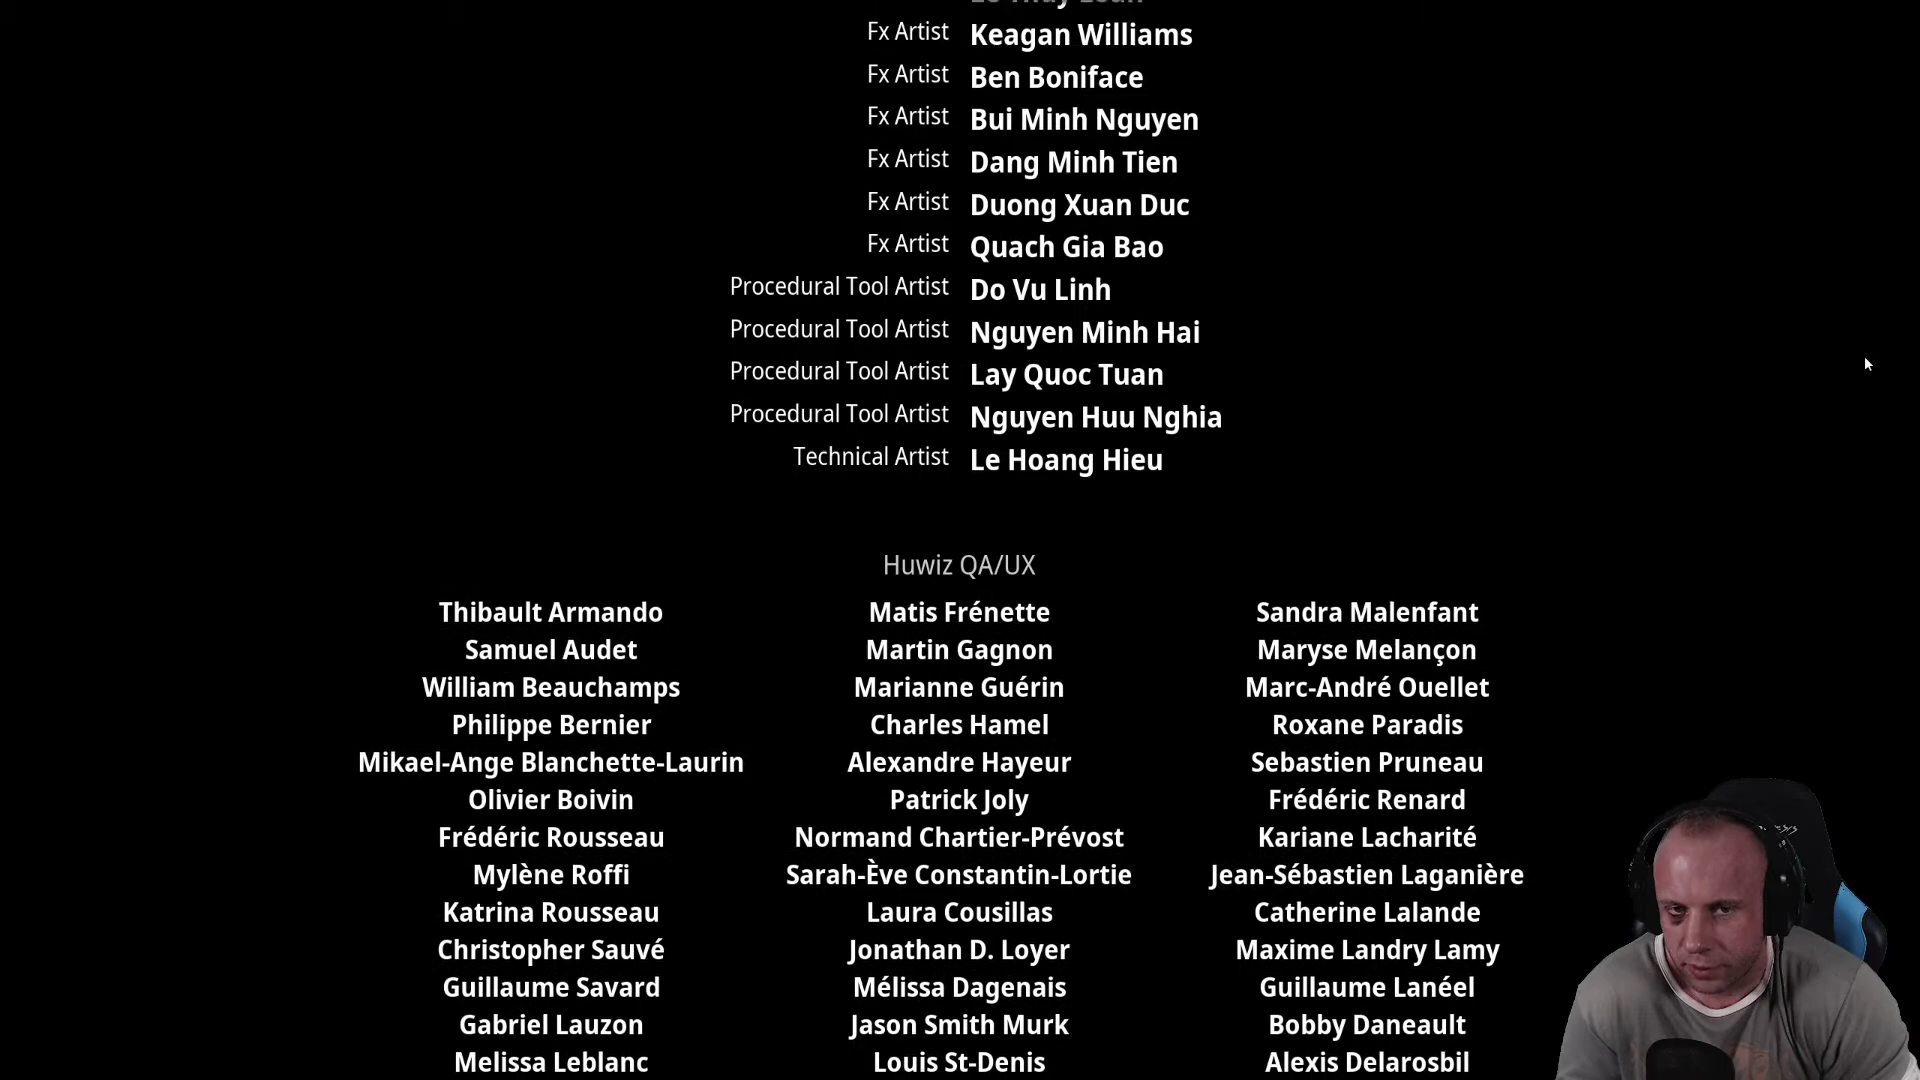 Fx Artist Keagan Williams
Fx Artist Ben Boniface
Fx Artist Bui Minh Nguyen
Fx Artist Dang Minh Tien
Fx Artist Duong Xuan Duc
Fx Artist Quach Gia Bao
Procedural Tool Artist Do Vu Linh
Procedural Tool Artist Nguyen Minh Hai
Procedural Tool Artist Lay Quoc Tuan
Procedural Tool Artist Nguyen Huu Nghia
Technical Artist Le Hoang Hieu
Huwiz QA/UX
Thibault Armando Matis Frénette Sandra Malenfant
Samuel Audet Martin Gagnon Maryse Melançon
William Beauchamps Marianne Guérin Marc-André Ouellet
Philippe Bernier Charles Hamel Roxane Paradis
Mikael-Ange Blanchette-Laurin Alexandre Hayeur Sebastien Pruneau
Olivier Boivin Patrick Joly Frédéric Renard
Frédéric Rousseau Normand Chartier-Prévost Kariane Lacharité
Mylène Roffi Sarah-Ève Constantin-Lortie Jean-Sébastien Laganière
Katrina Rousseau Laura Cousillas Catherine Lalande
Christopher Sauvé Jonathan D. Loyer Maxime Landry Lamy
Guillaume Savard Mélissa Dagenais Guillaume Lanéel
Gabriel Lauzon Jason Smith Murk Bobby Daneault
Melissa Leblanc Louis St-Denis Alexis Delarosbil